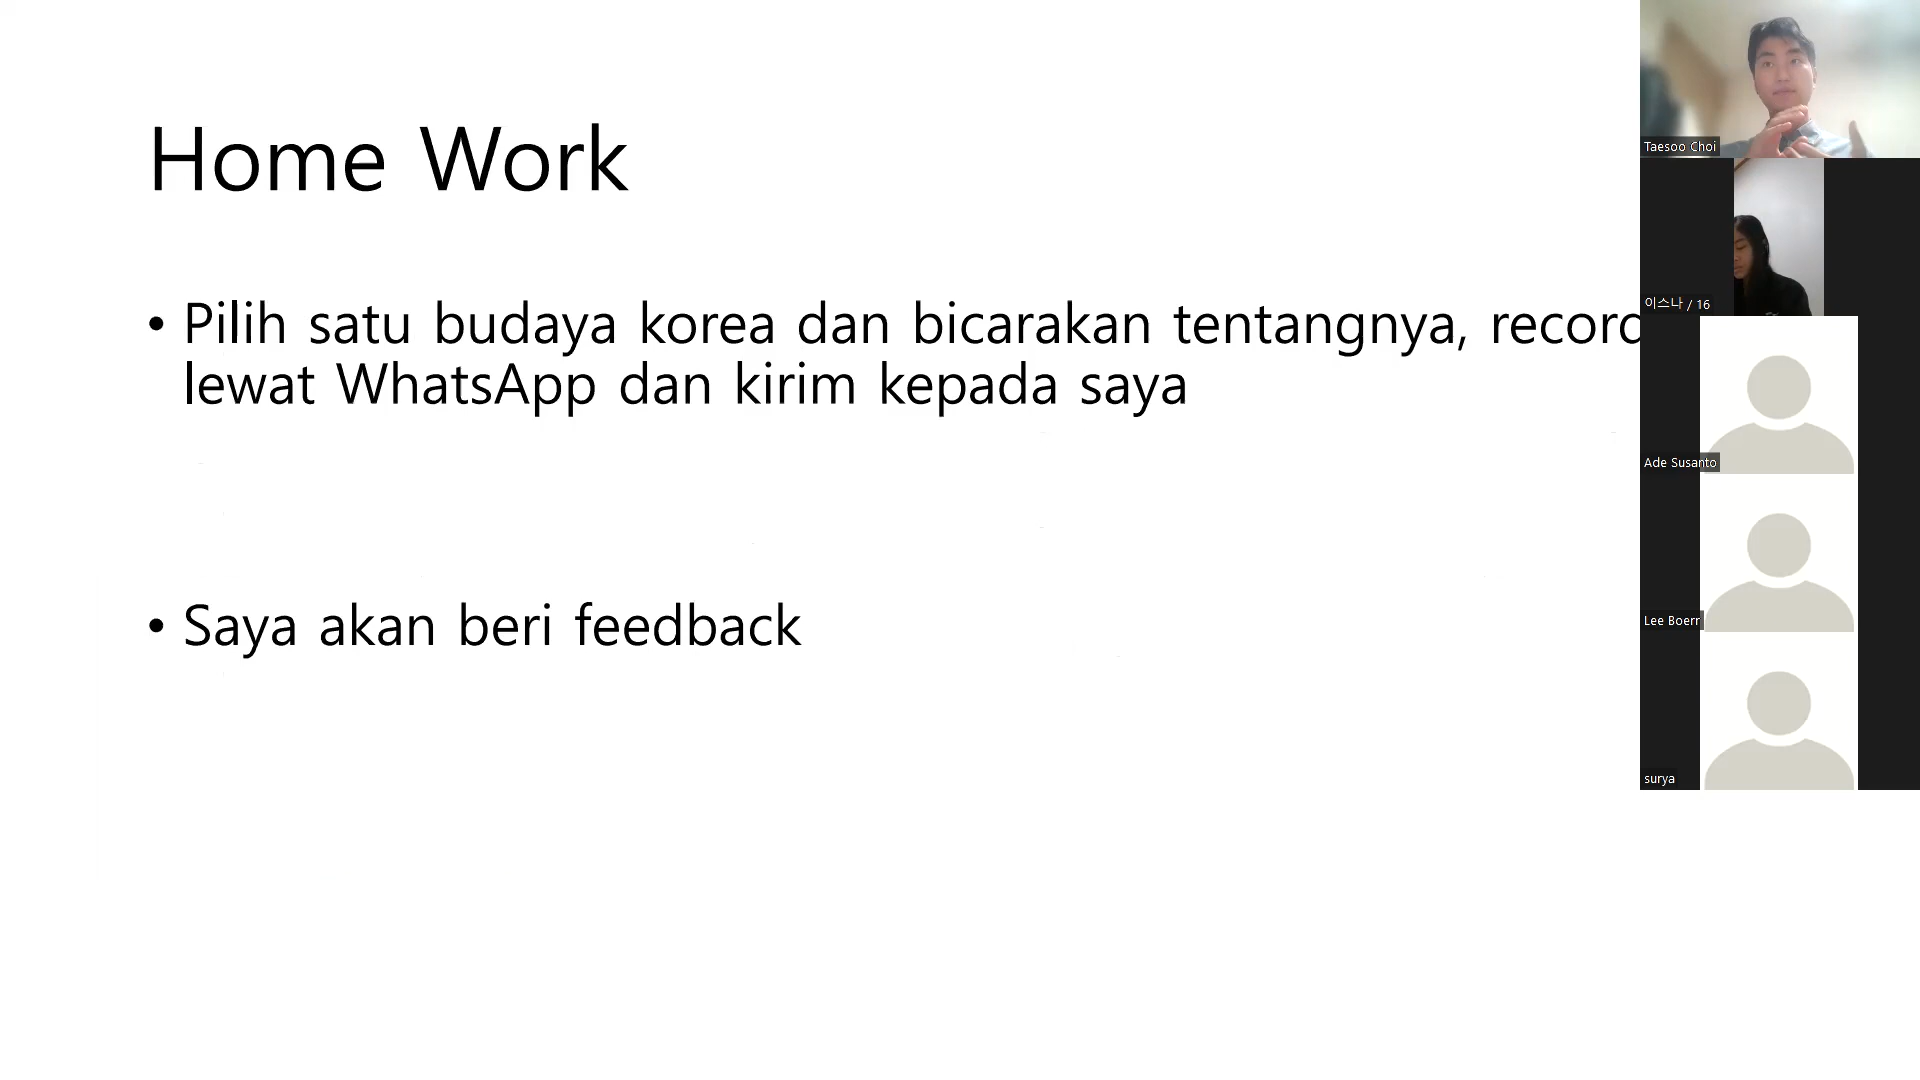 Home Work
• Pilih satu budaya korea dan bicarakan tentangnya, record
lewat WhatsApp dan kirim kepada saya
• Saya akan beri feedback
Taesoo Choi
이스나 / 16
Ade Susanto
Lee Boerr
surya